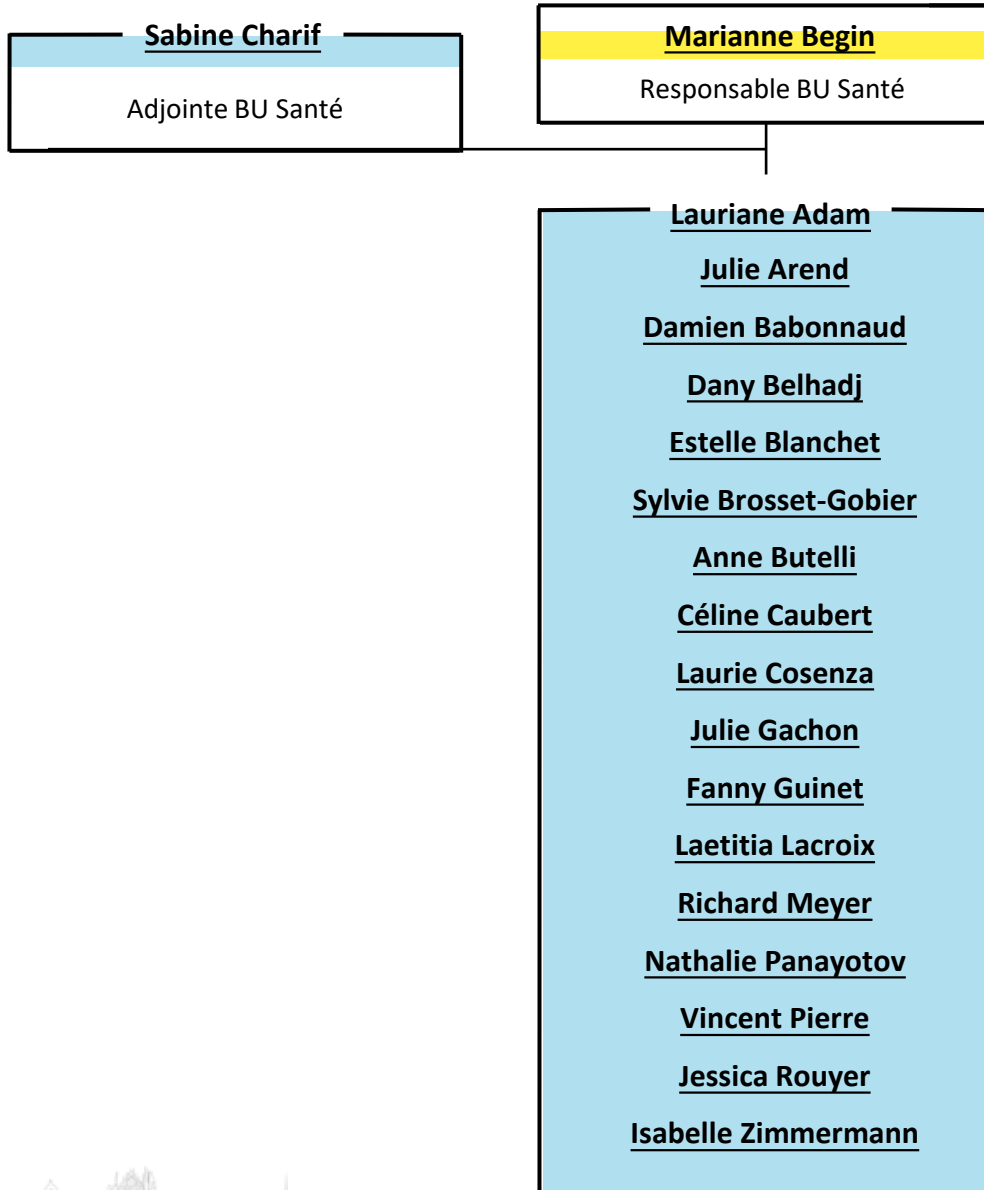 Sabine Charif
Adjointe BU Santé
Marianne Begin
Responsable BU Santé
Lauriane Adam
Julie Arend
Damien Babonnaud
Dany Belhadj
Estelle Blanchet
Sylvie Brosset-Gobier
Anne Butelli
Céline Caubert
Laurie Cosenza
Julie Gachon
Fanny Guinet
Laetitia Lacroix
Richard Meyer
Nathalie Panayotov
Vincent Pierre
Jessica Rouyer
Isabelle Zimmermann